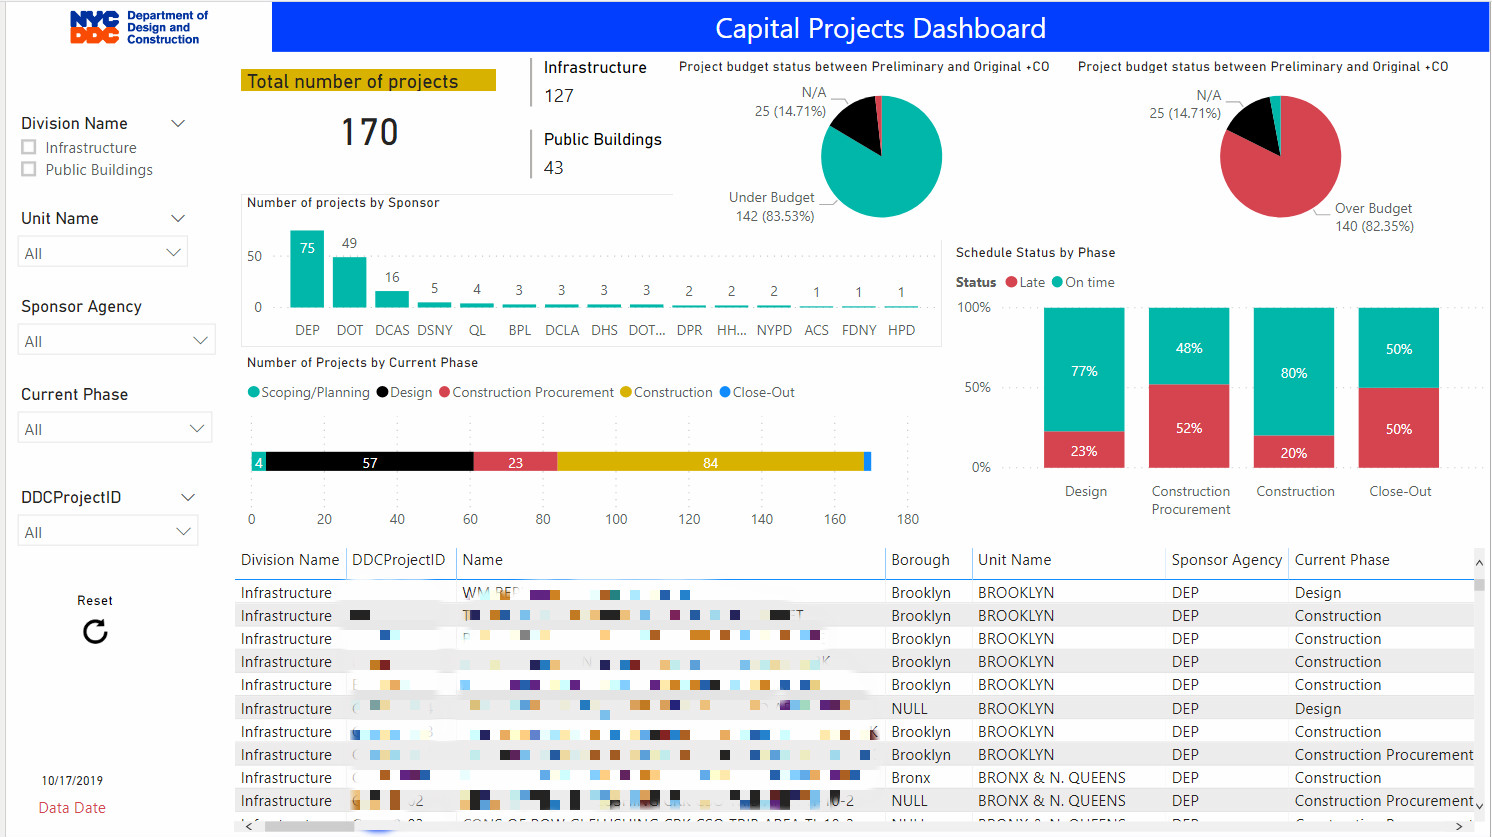 NYC
DDC
Department of
Design and
Construction
Capital Projects Dashboard
Total number of projects
170
Infrastructure
127
Public Buildings
43
Project budget status between Preliminary and Original +CO
N/A
25 (14.71%)
Under Budget
142 (83.53%)
Project budget status between Preliminary and Original +CO
N/A
25 (14.71%)
Over Budget
140 (82.35%)
Division Name
Infrastructure
Public Buildings
Unit Name
All
Sponsor Agency
All
Current Phase
All
DDCProjectID
All
Reset
10/17/2019
Data Date
Number of projects by Sponsor
50
0
75 49 16 5 4 3 3 3 3 2 2 2 1 1 1
DEP DOT DCAS DSNY QL BPL DCLA DHS DOT... DPR HH... NYPD ACS FDNY HPD
Number of Projects by Current Phase
Scoping/Planning Design Construction Procurement Construction Close-Out
4 57 23 84
0 20 40 60 80 100 120 140 160 180
Schedule Status by Phase
Status Late On time
100%
50%
0%
77% 48% 80% 50%
23% 52% 20% 50%
Design Construction Procurement Construction Close-Out
Division Name DDCProjectID Name Borough Unit Name Sponsor Agency Current Phase
Infrastructure Brooklyn BROOKLYN DEP Design
Infrastructure Brooklyn BROOKLYN DEP Construction
Infrastructure Brooklyn BROOKLYN DEP Construction
Infrastructure Brooklyn BROOKLYN DEP Construction
Infrastructure Brooklyn BROOKLYN DEP Construction
Infrastructure NULL BROOKLYN DEP Design
Infrastructure Brooklyn BROOKLYN DEP Construction
Infrastructure Brooklyn BROOKLYN DEP Construction Procurement
Infrastructure Bronx BRONX & N. QUEENS DEP Construction
Infrastructure NULL BRONX & N. QUEENS DEP Construction Procurement